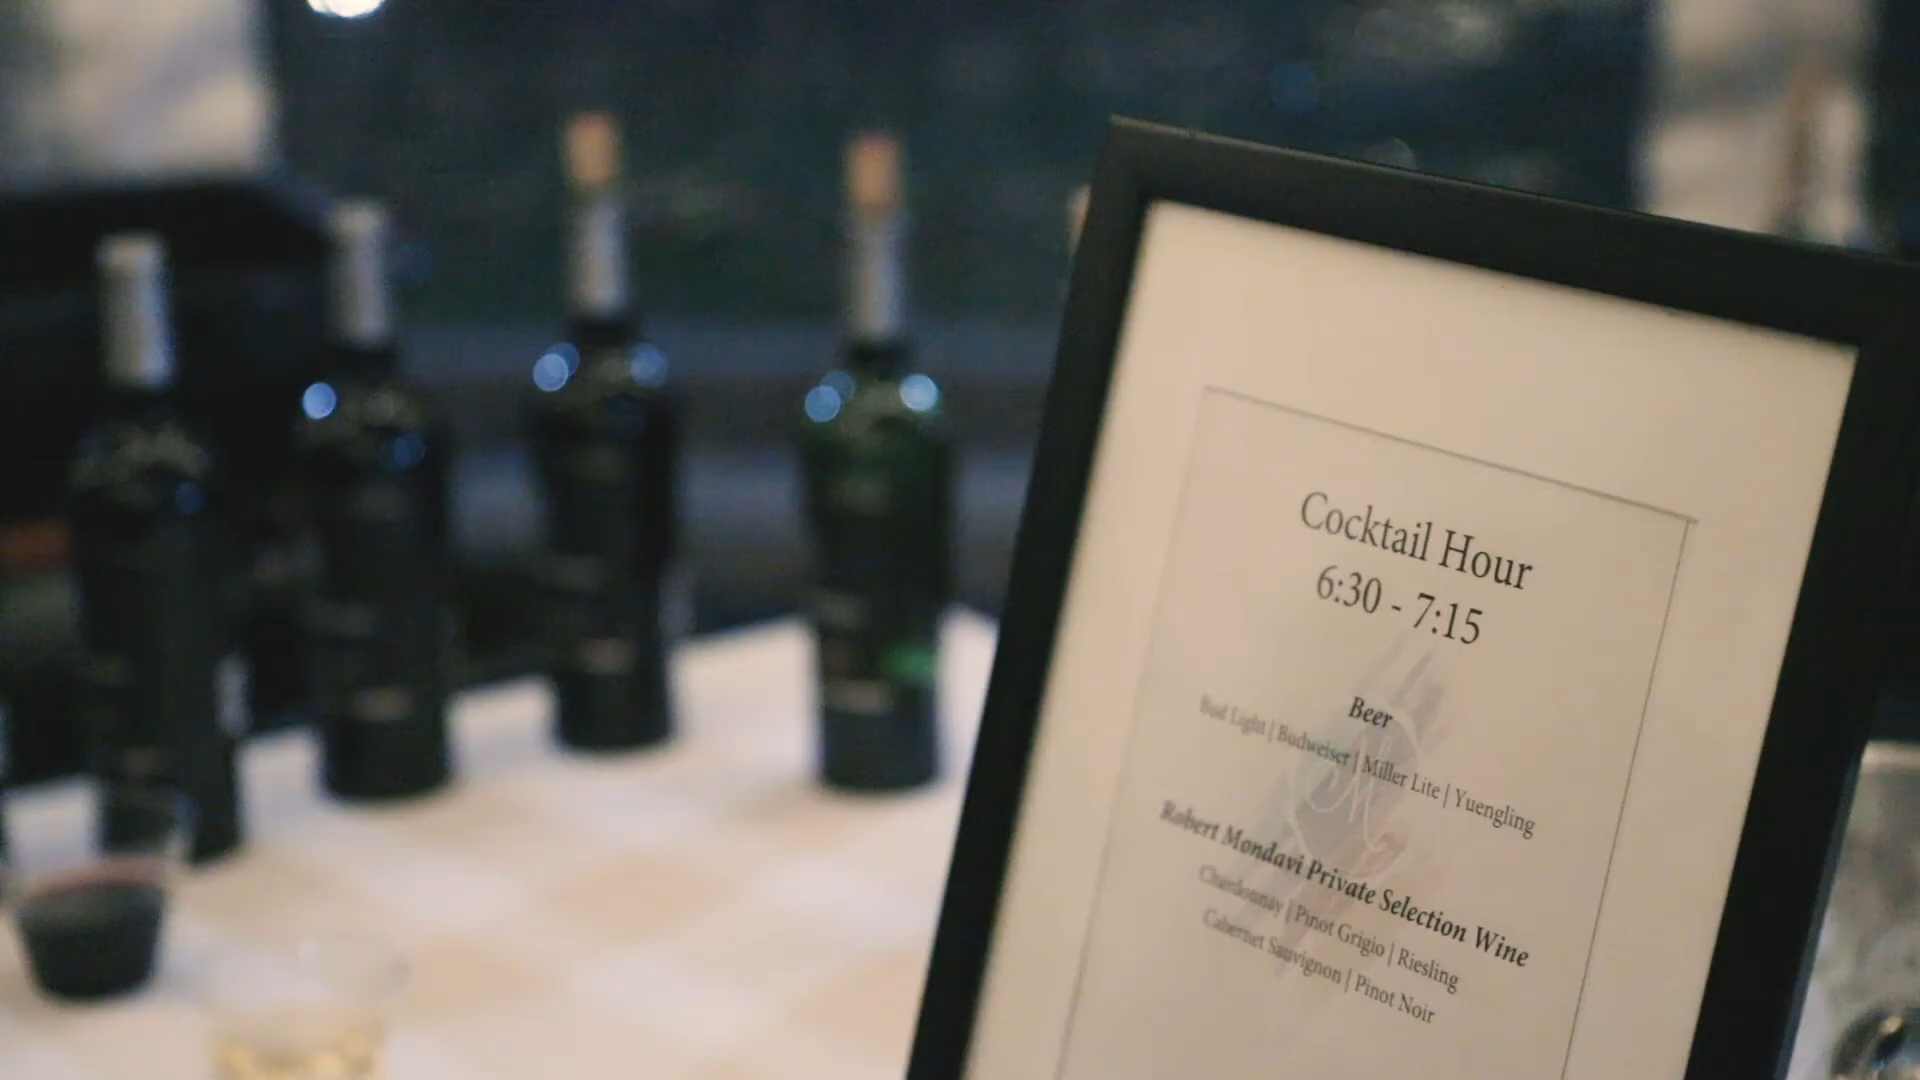 Cocktail Hour
6:30 - 7:15
Beer
Bud Light | Budweiser | Miller Lite | Yuengling
Robert Mondavi Private Selection Wine
Chardonnay | Pinot Grigio | Riesling
Cabernet Sauvignon | Pinot Noir
M